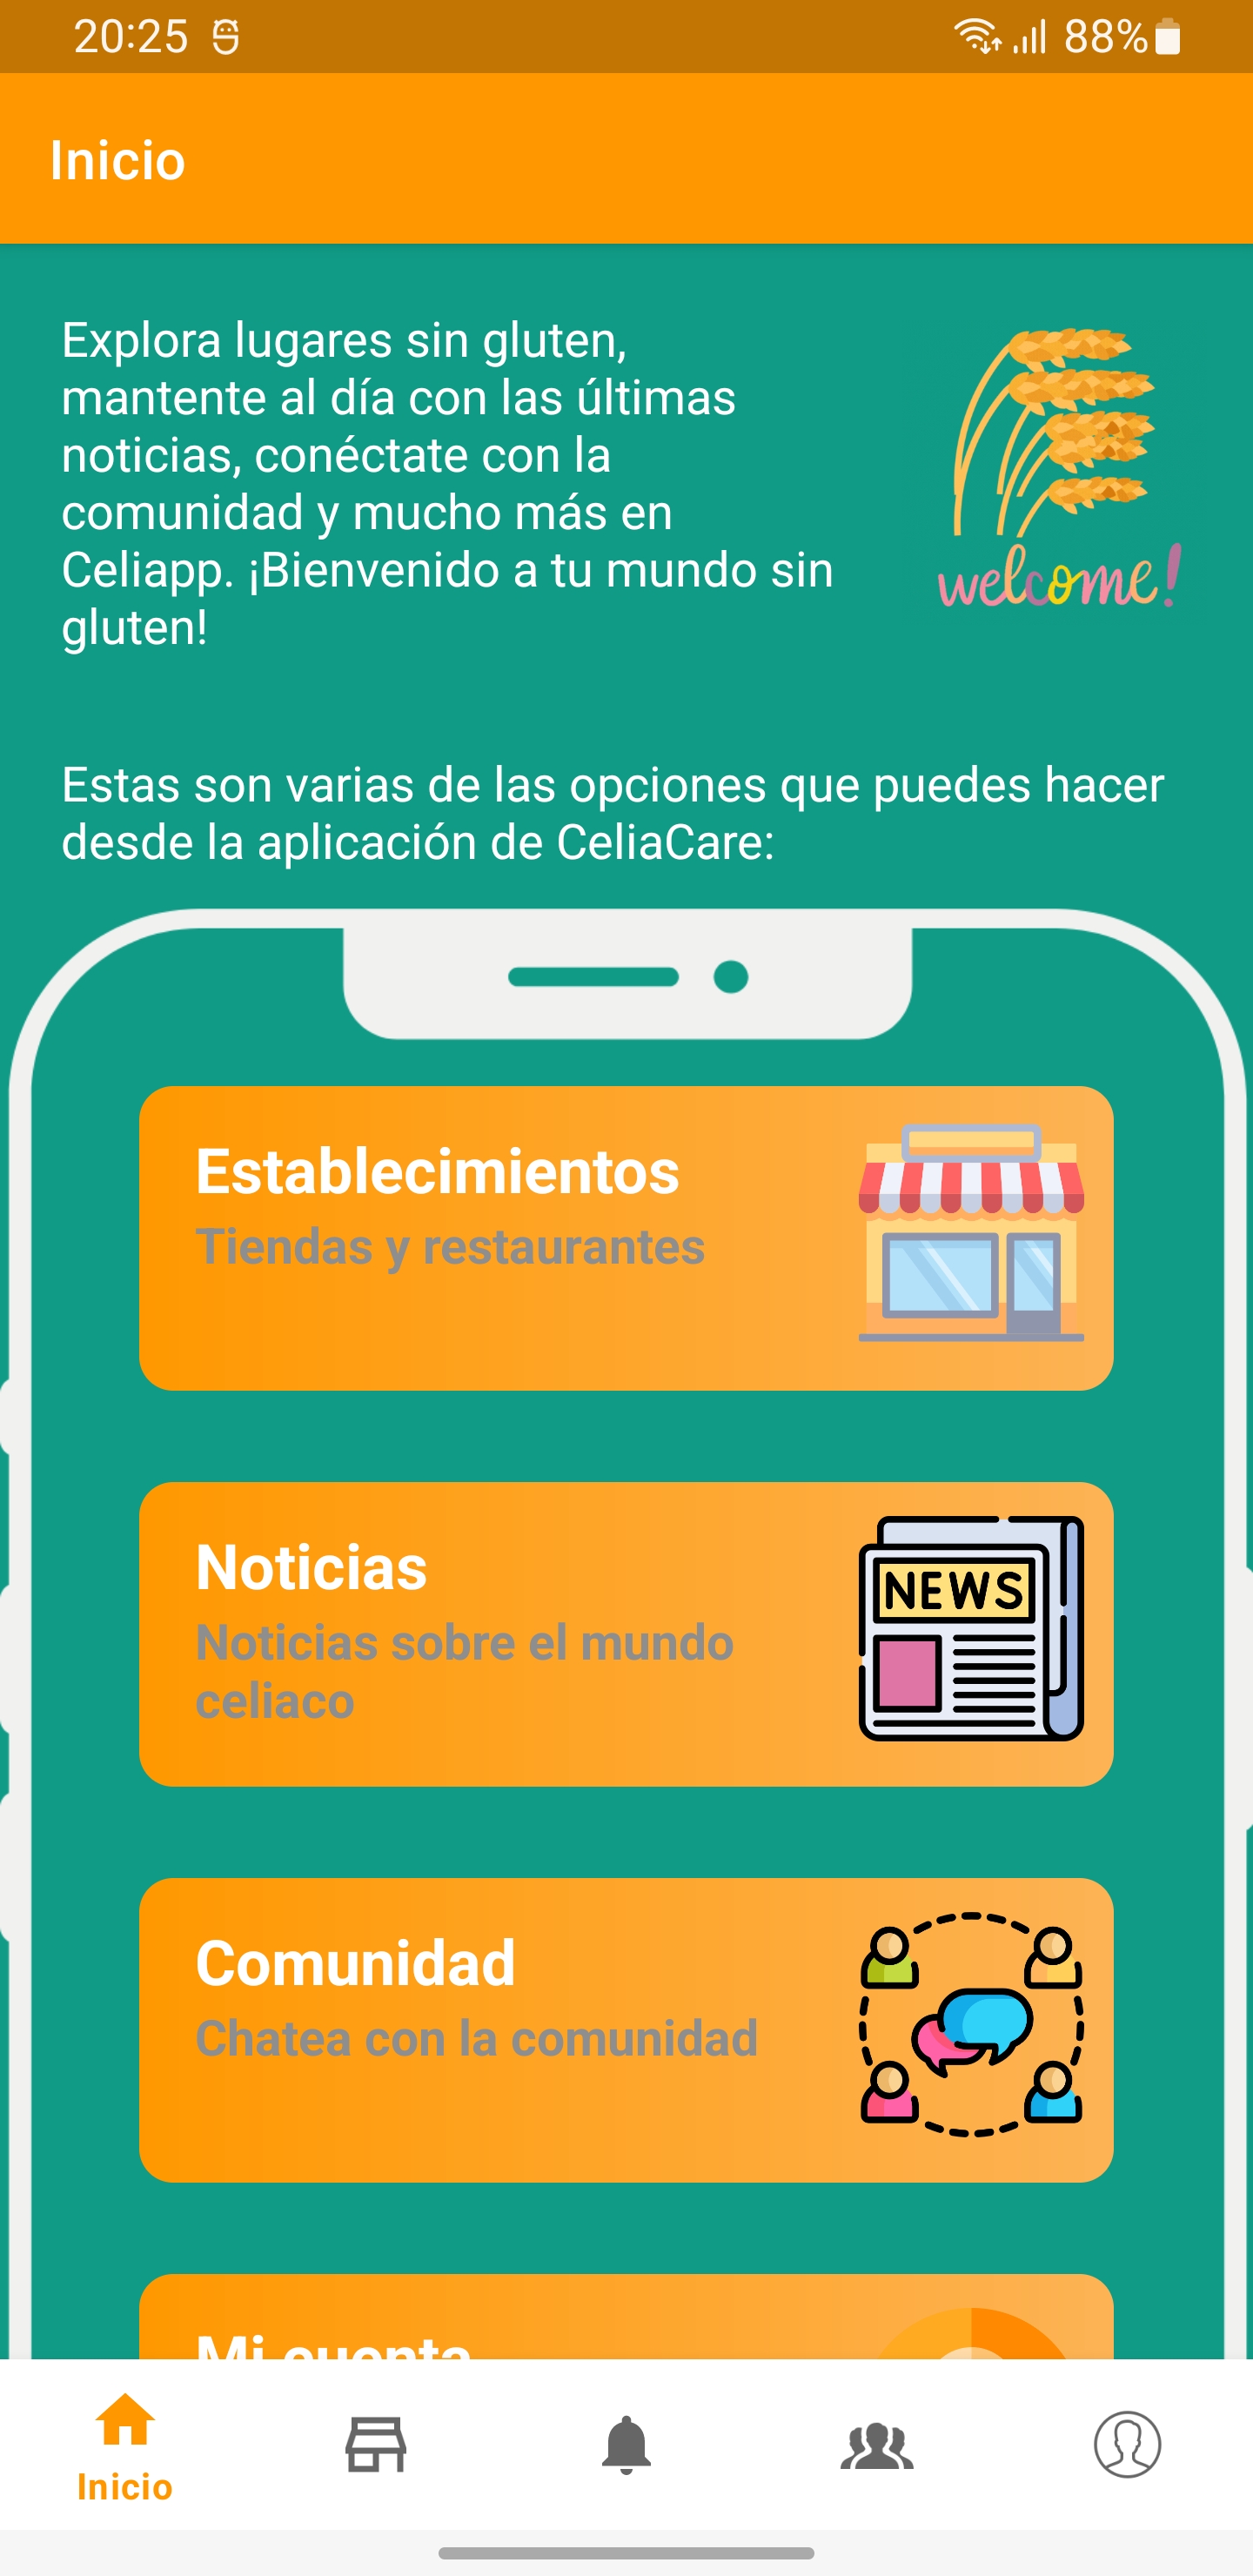 20:25
88%
Inicio
Explora lugares sin gluten,
mantente al día con las últimas
noticias, conéctate con la
comunidad y mucho más en
Celiapp. ¡Bienvenido a tu mundo sin
gluten!
welcome!
Estas son varias de las opciones que puedes hacer
desde la aplicación de CeliaCare:
Establecimientos
Tiendas y restaurantes
Noticias
Noticias sobre el mundo
celiaco
NEWS
Comunidad
Chatea con la comunidad
Mi cuenta
Inicio